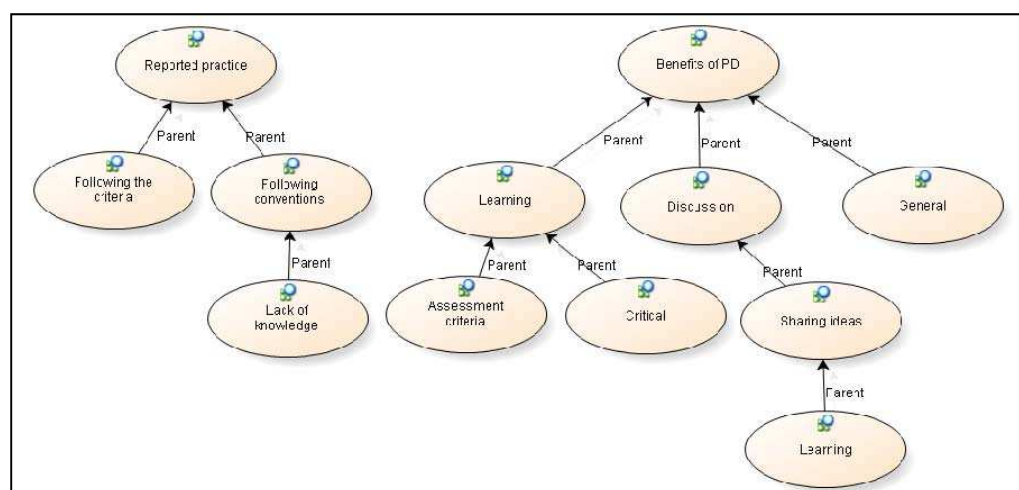 Reported practice
Benefits of PD
Parent
Parent
Parent
Parent
Parent
Following the
criteria
Following
conventions
Learning
Discussion
General
Parent
Parent
Parent
Parent
Lack of
knowledge
Assessment
criteria
Critical
Sharing ideas
Parent
Learning